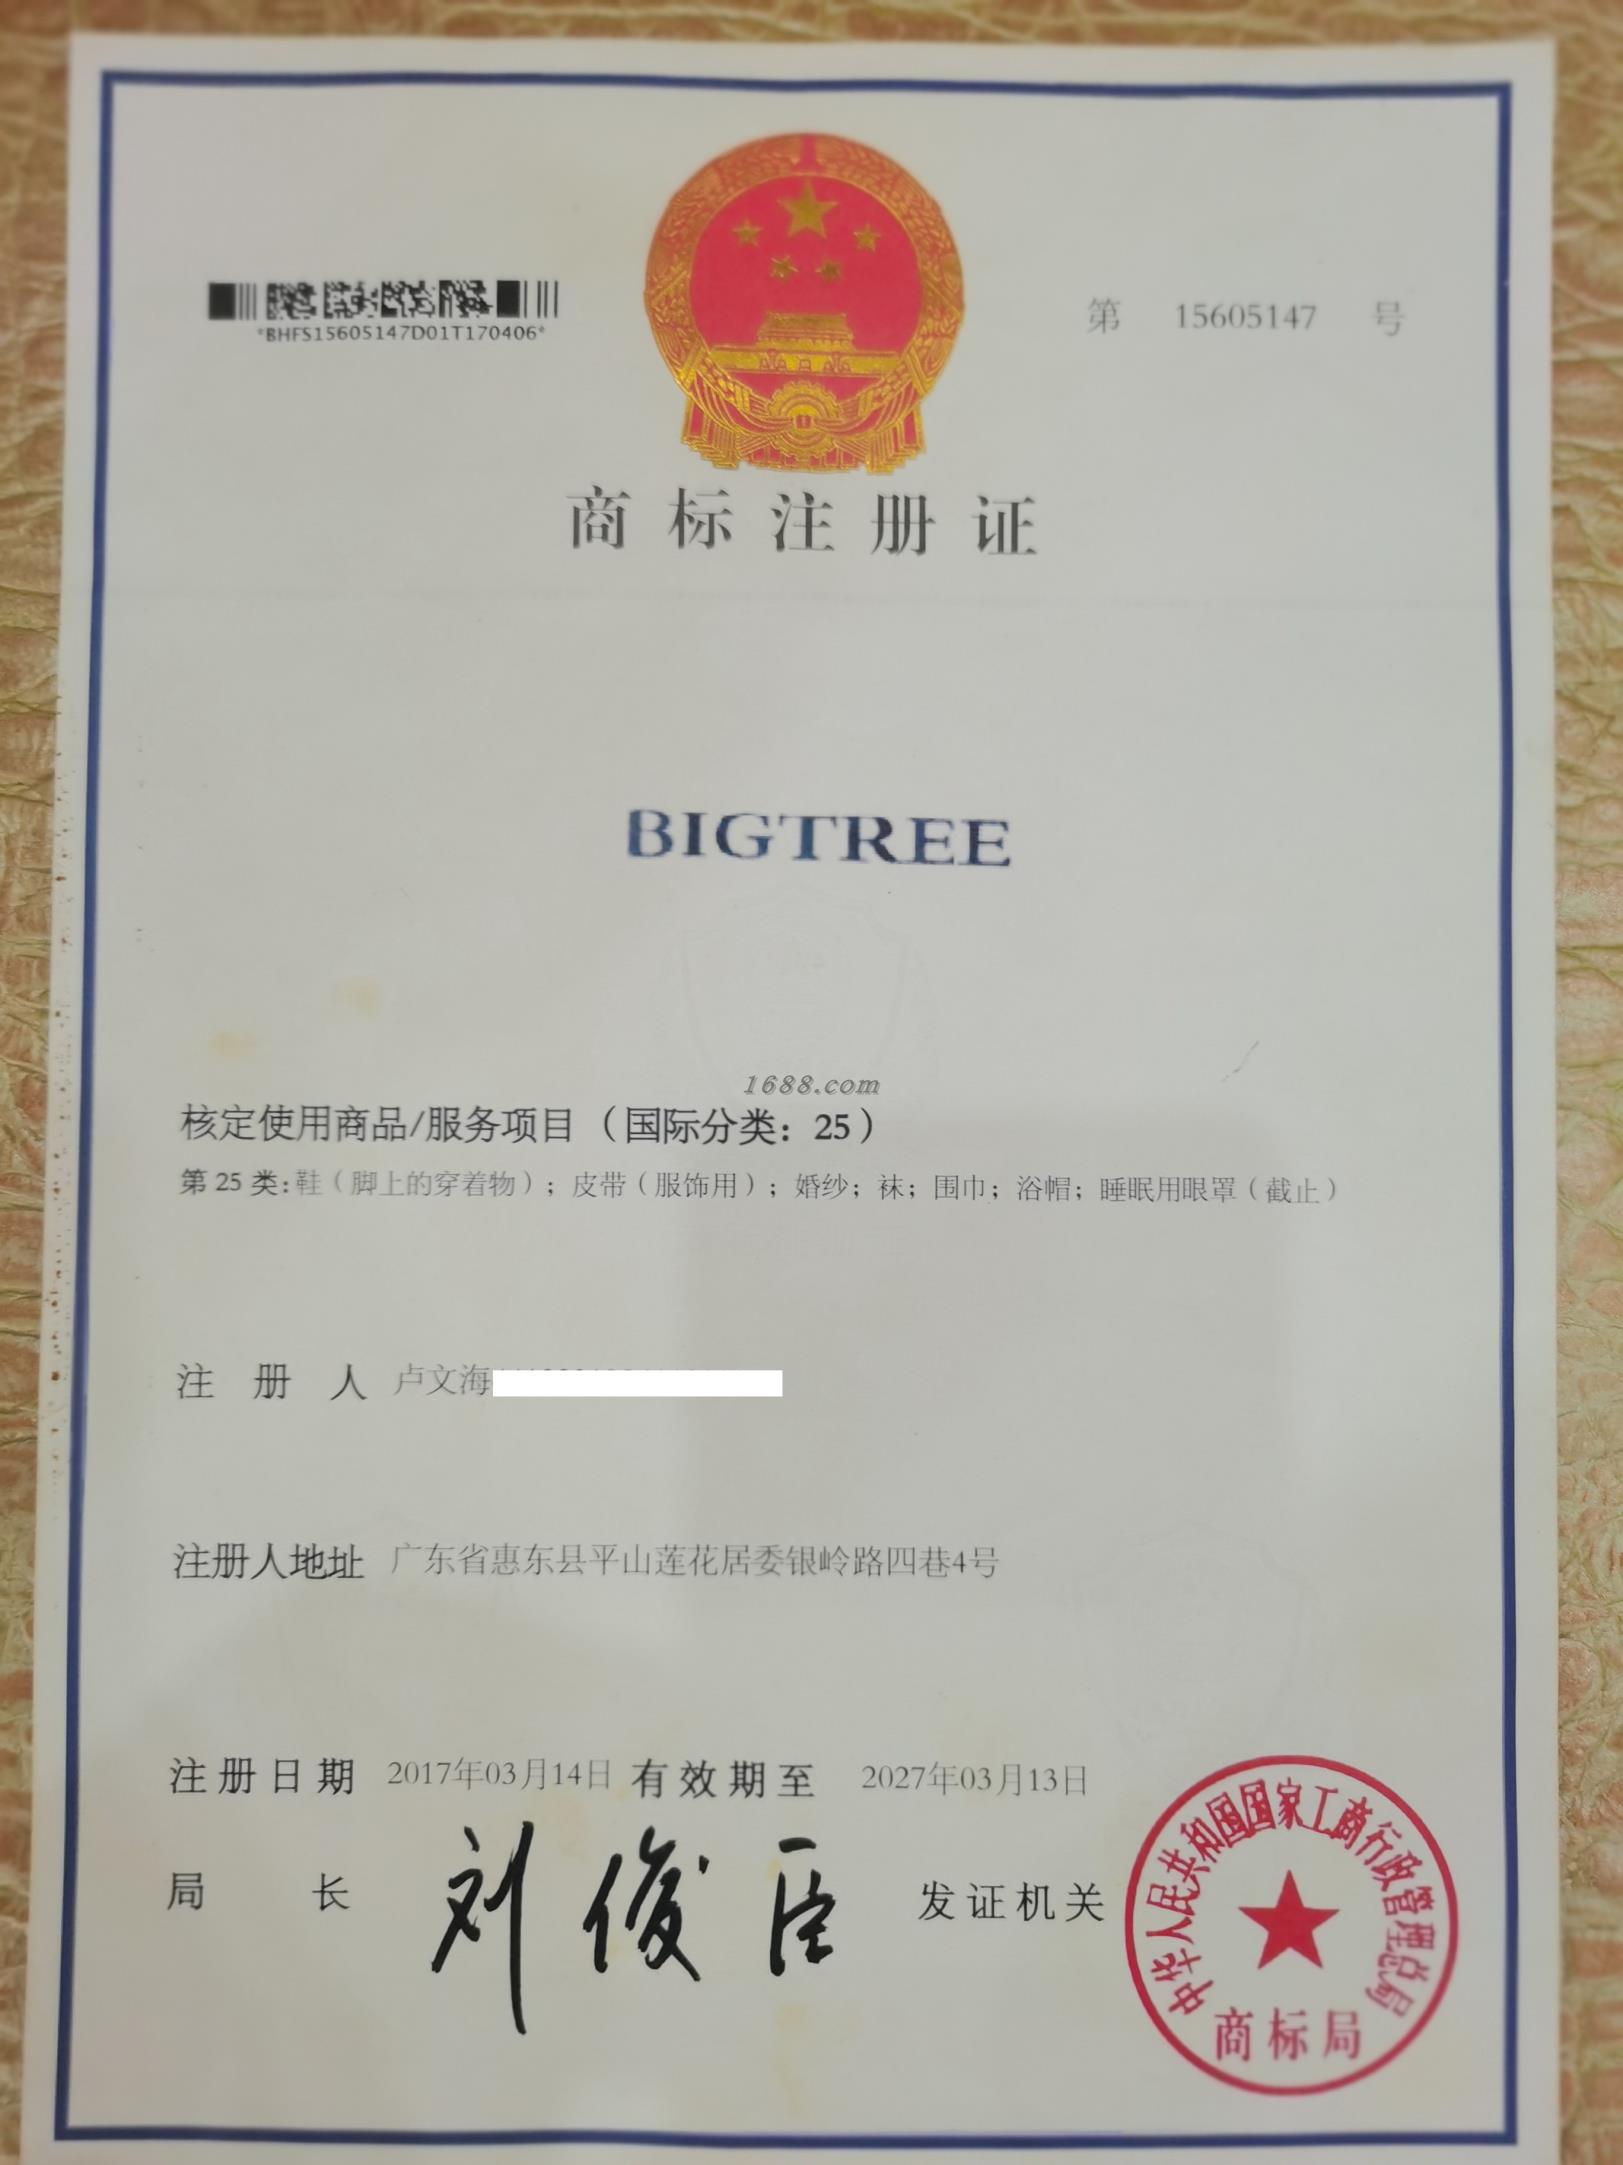 *BHFS15605147D01T170406*
第 15605147 号
商标注册证
BIGTREE
1688.com
核定使用商品/服务项目（国际分类：25）
第 25 类：鞋（脚上的穿着物）；皮带（服饰用）；婚纱；袜；围巾；浴帽；睡眠用眼罩（截止）
注册人 卢文海
注册人地址 广东省惠东县平山莲花居委银岭路四巷4号
注册日期 2017年03月14日 有效期至 2027年03月13日
局长 刘俊臣 发证机关
中华人民共和国国家工商行政管理总局
商标局